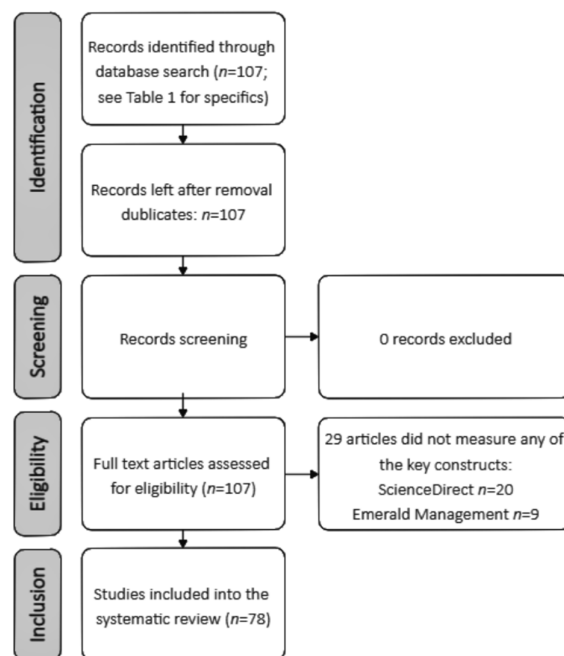 Identification
Records identified through
database search (n=107;
see Table 1 for specifics)
Records left after removal
dublicates: n=107
Screening
Records screening
0 records excluded
Eligibility
Full text articles assessed
for eligibility (n=107)
29 articles did not measure any of
the key constructs:
ScienceDirect n=20
Emerald Management n=9
Inclusion
Studies included into the
systematic review (n=78)